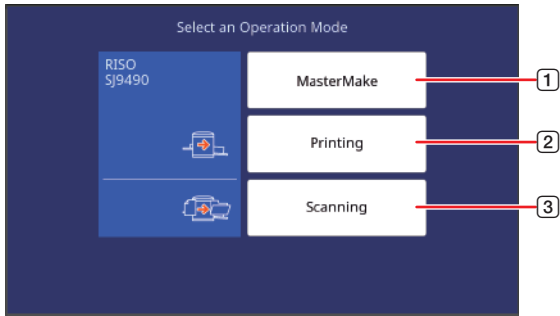 Select an Operation Mode
RISO
SJ9490
MasterMake
1
Printing
2
Scanning
3